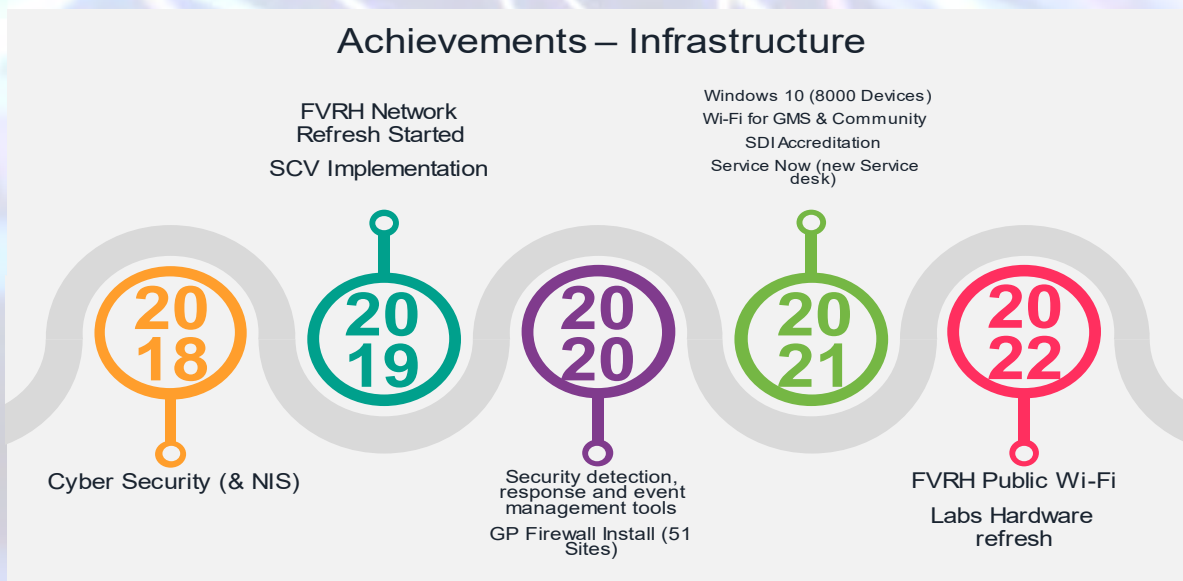 Achievements – Infrastructure
FVRH Network
Refresh Started
SCV Implementation
Windows 10 (8000 Devices)
Wi-Fi for GMS & Community
SDI Accreditation
Service Now (new Service
desk)
20
18
20
19
20
20
20
21
20
22
Cyber Security (& NIS)
Security detection,
response and event
management tools
GP Firewall Install (51
Sites)
FVRH Public Wi-Fi
Labs Hardware
refresh